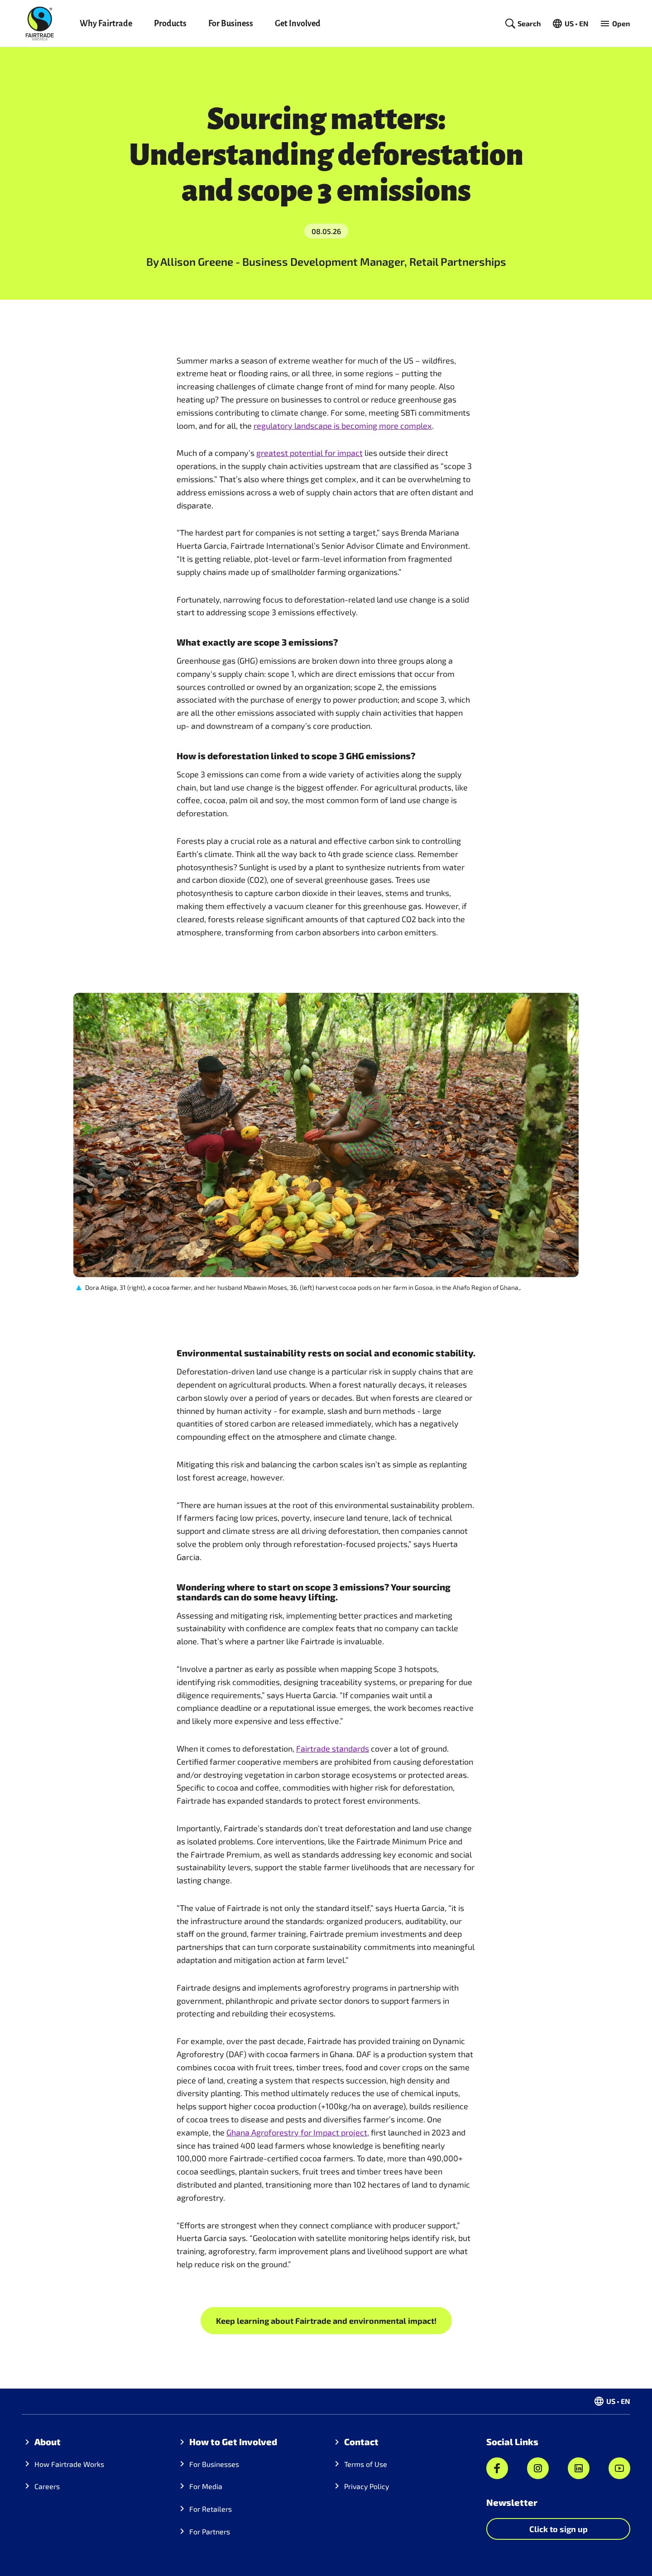 FAIRTRADE
AMERICA
Why Fairtrade
Products
For Business
Get Involved
Search
US • EN
Open
Sourcing matters:
Understanding deforestation
and scope 3 emissions
08.05.26
By Allison Greene - Business Development Manager, Retail Partnerships
Summer marks a season of extreme weather for much of the US – wildfires,
extreme heat or flooding rains, or all three, in some regions – putting the
increasing challenges of climate change front of mind for many people. Also
heating up? The pressure on businesses to control or reduce greenhouse gas
emissions contributing to climate change. For some, meeting SBTi commitments
loom, and for all, the regulatory landscape is becoming more complex.
Much of a company's greatest potential for impact lies outside their direct
operations, in the supply chain activities upstream that are classified as "scope 3
emissions." That's also where things get complex, and it can be overwhelming to
address emissions across a web of supply chain actors that are often distant and
disparate.
"The hardest part for companies is not setting a target," says Brenda Mariana
Huerta Garcia, Fairtrade International's Senior Advisor Climate and Environment.
"It is getting reliable, plot-level or farm-level information from fragmented
supply chains made up of smallholder farming organizations."
Fortunately, narrowing focus to deforestation-related land use change is a solid
start to addressing scope 3 emissions effectively.
What exactly are scope 3 emissions?
Greenhouse gas (GHG) emissions are broken down into three groups along a
company's supply chain: scope 1, which are direct emissions that occur from
sources controlled or owned by an organization; scope 2, the emissions
associated with the purchase of energy to power production; and scope 3, which
are all the other emissions associated with supply chain activities that happen
up- and downstream of a company's core production.
How is deforestation linked to scope 3 GHG emissions?
Scope 3 emissions can come from a wide variety of activities along the supply
chain, but land use change is the biggest offender. For agricultural products, like
coffee, cocoa, palm oil and soy, the most common form of land use change is
deforestation.
Forests play a crucial role as a natural and effective carbon sink to controlling
Earth's climate. Think all the way back to 4th grade science class. Remember
photosynthesis? Sunlight is used by a plant to synthesize nutrients from water
and carbon dioxide (CO2), one of several greenhouse gases. Trees use
photosynthesis to capture carbon dioxide in their leaves, stems and trunks,
making them effectively a vacuum cleaner for this greenhouse gas. However, if
cleared, forests release significant amounts of that captured CO2 back into the
atmosphere, transforming from carbon absorbers into carbon emitters.
Dora Atiiga, 31 (right), a cocoa farmer, and her husband Mbawin Moses, 36, (left) harvest cocoa pods on her farm in Gosoa, in the Ahafo Region of Ghana,.
Environmental sustainability rests on social and economic stability.
Deforestation-driven land use change is a particular risk in supply chains that are
dependent on agricultural products. When a forest naturally decays, it releases
carbon slowly over a period of years or decades. But when forests are cleared or
thinned by human activity - for example, slash and burn methods - large
quantities of stored carbon are released immediately, which has a negatively
compounding effect on the atmosphere and climate change.
Mitigating this risk and balancing the carbon scales isn't as simple as replanting
lost forest acreage, however.
"There are human issues at the root of this environmental sustainability problem.
If farmers facing low prices, poverty, insecure land tenure, lack of technical
support and climate stress are all driving deforestation, then companies cannot
solve the problem only through reforestation-focused projects," says Huerta
Garcia.
Wondering where to start on scope 3 emissions? Your sourcing
standards can do some heavy lifting.
Assessing and mitigating risk, implementing better practices and marketing
sustainability with confidence are complex feats that no company can tackle
alone. That's where a partner like Fairtrade is invaluable.
"Involve a partner as early as possible when mapping Scope 3 hotspots,
identifying risk commodities, designing traceability systems, or preparing for due
diligence requirements," says Huerta Garcia. "If companies wait until a
compliance deadline or a reputational issue emerges, the work becomes reactive
and likely more expensive and less effective."
When it comes to deforestation, Fairtrade standards cover a lot of ground.
Certified farmer cooperative members are prohibited from causing deforestation
and/or destroying vegetation in carbon storage ecosystems or protected areas.
Specific to cocoa and coffee, commodities with higher risk for deforestation,
Fairtrade has expanded standards to protect forest environments.
Importantly, Fairtrade's standards don't treat deforestation and land use change
as isolated problems. Core interventions, like the Fairtrade Minimum Price and
the Fairtrade Premium, as well as standards addressing key economic and social
sustainability levers, support the stable farmer livelihoods that are necessary for
lasting change.
"The value of Fairtrade is not only the standard itself," says Huerta Garcia, "it is
the infrastructure around the standards: organized producers, auditability, our
staff on the ground, farmer training, Fairtrade premium investments and deep
partnerships that can turn corporate sustainability commitments into meaningful
adaptation and mitigation action at farm level."
Fairtrade designs and implements agroforestry programs in partnership with
government, philanthropic and private sector donors to support farmers in
protecting and rebuilding their ecosystems.
For example, over the past decade, Fairtrade has provided training on Dynamic
Agroforestry (DAF) with cocoa farmers in Ghana. DAF is a production system that
combines cocoa with fruit trees, timber trees, food and cover crops on the same
piece of land, creating a system that respects succession, high density and
diversity planting. This method ultimately reduces the use of chemical inputs,
helps support higher cocoa production (+100kg/ha on average), builds resilience
of cocoa trees to disease and pests and diversifies farmer's income. One
example, the Ghana Agroforestry for Impact project, first launched in 2023 and
since has trained 400 lead farmers whose knowledge is benefiting nearly
100,000 more Fairtrade-certified cocoa farmers. To date, more than 490,000+
cocoa seedlings, plantain suckers, fruit trees and timber trees have been
distributed and planted, transitioning more than 102 hectares of land to dynamic
agroforestry.
"Efforts are strongest when they connect compliance with producer support,"
Huerta Garcia says. "Geolocation with satellite monitoring helps identify risk, but
training, agroforestry, farm improvement plans and livelihood support are what
help reduce risk on the ground."
Keep learning about Fairtrade and environmental impact!
US • EN
About
How Fairtrade Works
Careers
How to Get Involved
For Businesses
For Media
For Retailers
For Partners
Contact
Terms of Use
Privacy Policy
Social Links
Newsletter
Click to sign up